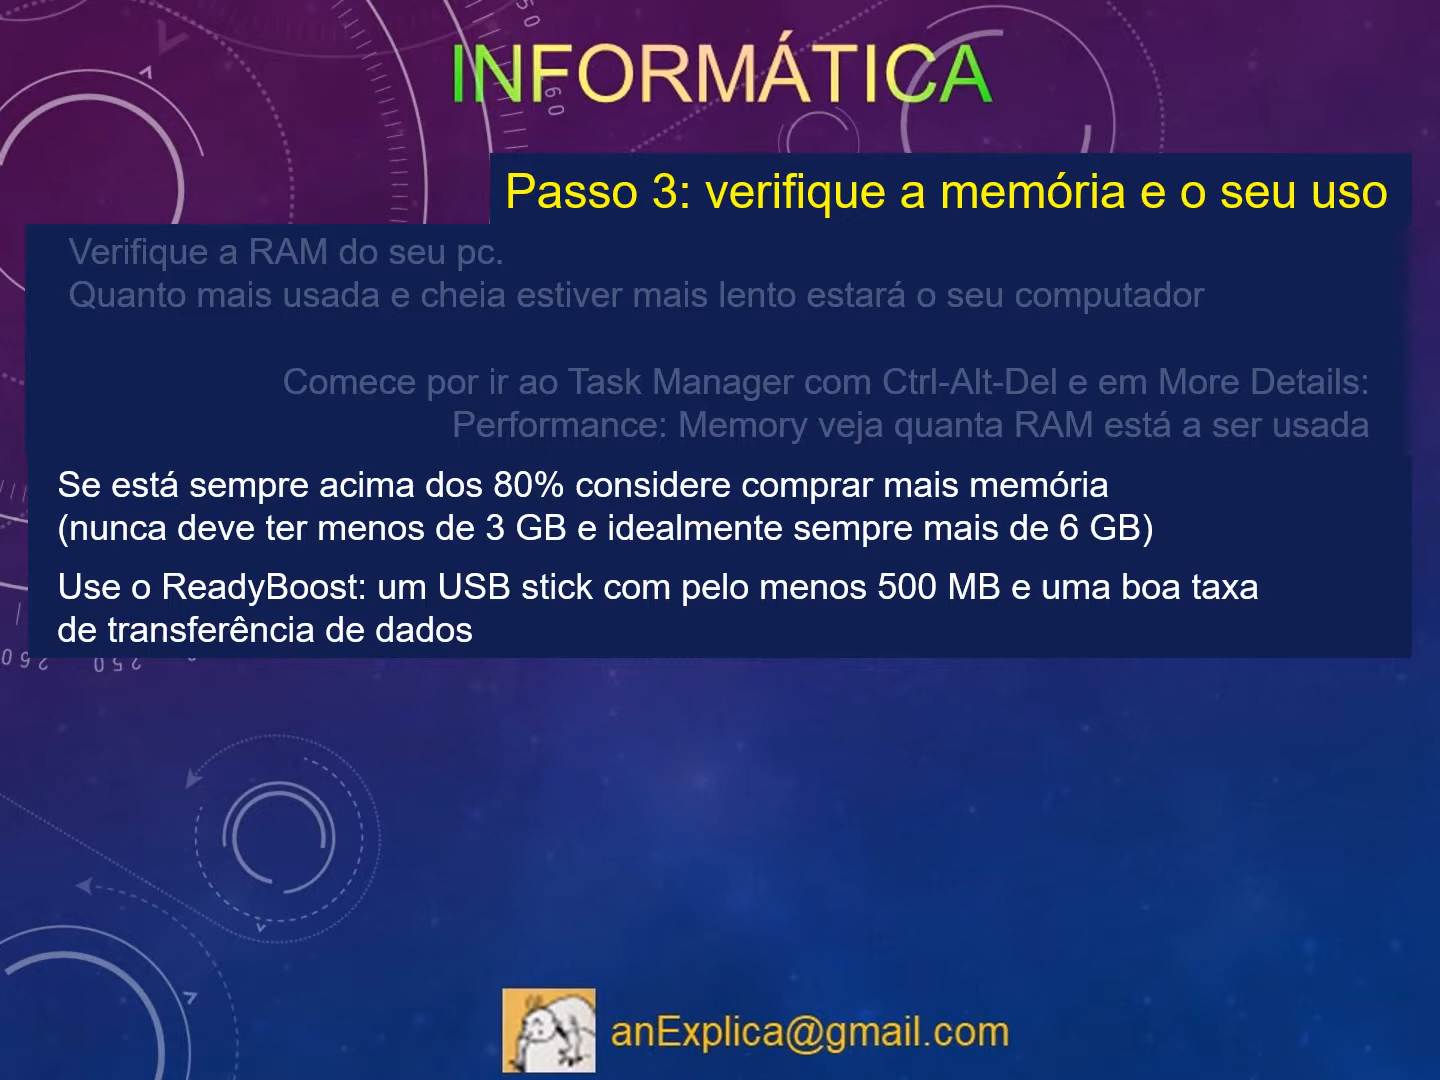 INFORMÁTICA
Passo 3: verifique a memória e o seu uso
Verifique a RAM do seu pc.
Quanto mais usada e cheia estiver mais lento estará o seu computador
Comece por ir ao Task Manager com Ctrl-Alt-Del e em More Details:
Performance: Memory veja quanta RAM está a ser usada
Se está sempre acima dos 80% considere comprar mais memória
(nunca deve ter menos de 3 GB e idealmente sempre mais de 6 GB)
Use o ReadyBoost: um USB stick com pelo menos 500 MB e uma boa taxa
de transferência de dados
260 250
anExplica@gmail.com